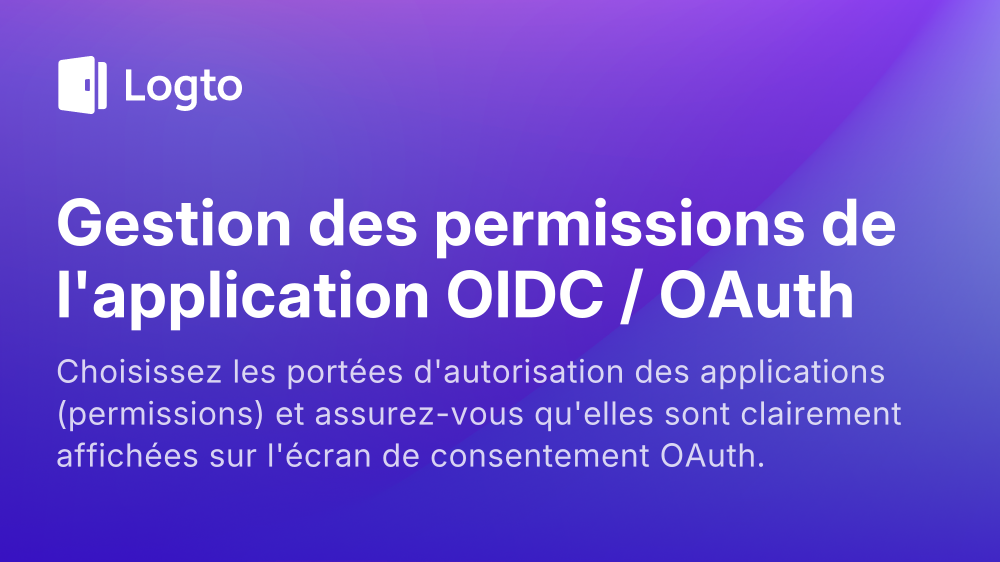 Logto
Gestion des permissions de
l'application OIDC / OAuth
Choisissez les portées d'autorisation des applications
(permissions) et assurez-vous qu'elles sont clairement
affichées sur l'écran de consentement OAuth.